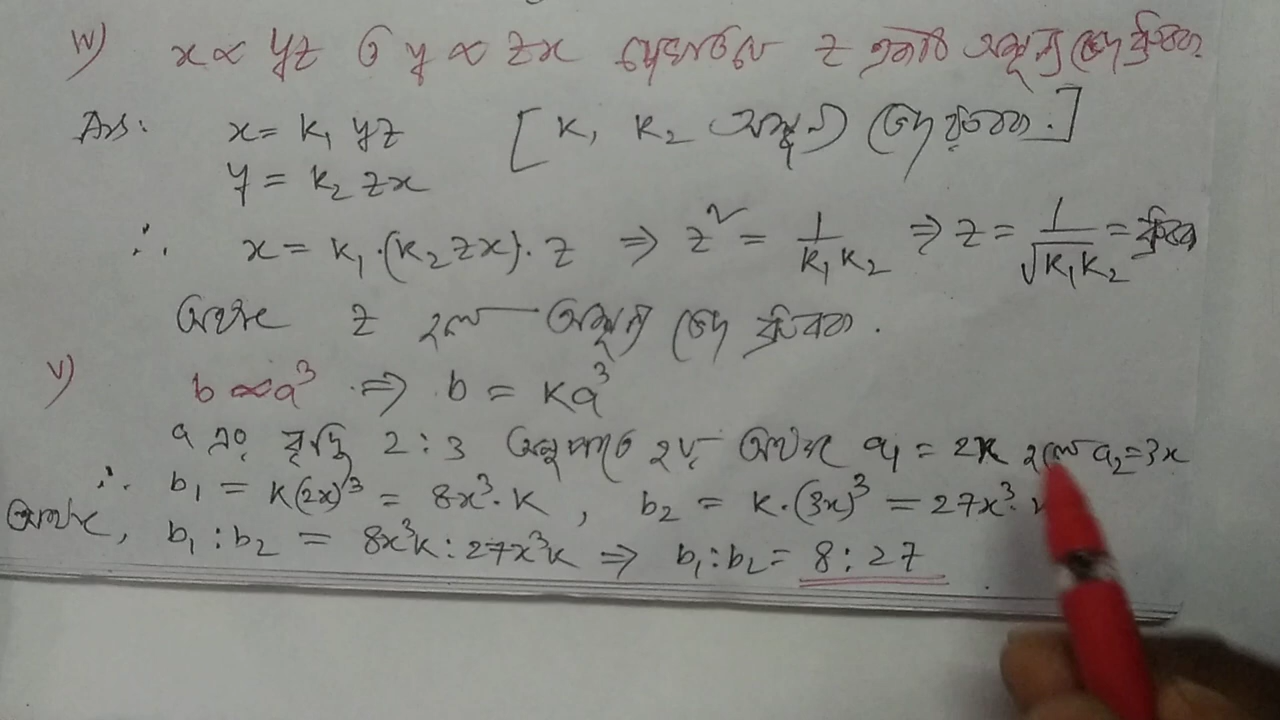 iv) x ∝ yz ও y ∝ zx z একটি অশূন্য ভেদ ধ্রুবক
Ans: x = k₁ yz [k₁ k₂ অশূন্য ভেদ ধ্রুবক.]
y = k₂ zx
∴ x = k₁·(k₂zx)·z ⇒ z² = 1/k₁k₂ ⇒ z = 1/√k₁k₂ = ধ্রুবক
অতএব z হল অশূন্য ভেদ ধ্রুবক.
v) b ∝ a³ ⇒ b = Ka³
a এর বৃদ্ধি 2 : 3 অনুপাতে হয় অতএব a₁ = 2x হলে a₂ = 3x
∴ b₁ = K(2x)³ = 8x³·K , b₂ = K·(3x)³ = 27x³·
অতএব, b₁ : b₂ = 8x³K : 27x³K ⇒ b₁ : b₂ = 8 : 27